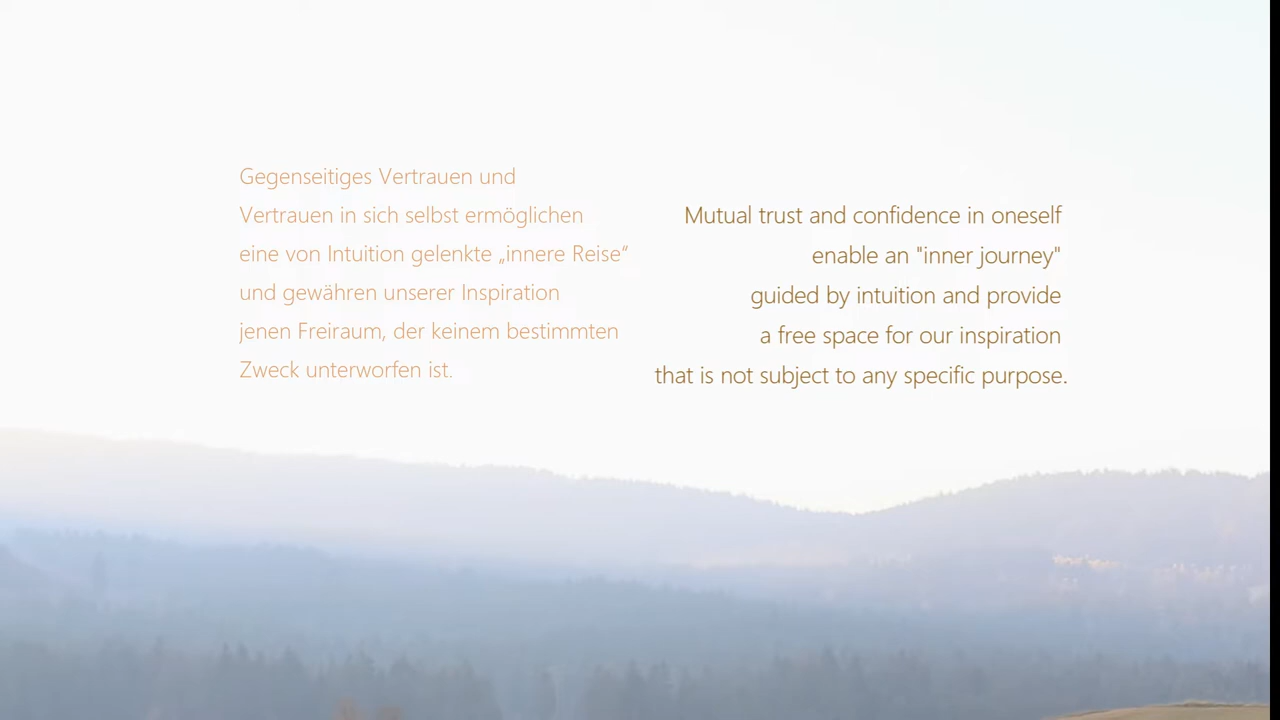 Gegenseitiges Vertrauen und
Vertrauen in sich selbst ermöglichen
eine von Intuition gelenkte „innere Reise“
und gewähren unserer Inspiration
jenen Freiraum, der keinem bestimmten
Zweck unterworfen ist.
Mutual trust and confidence in oneself
enable an "inner journey"
guided by intuition and provide
a free space for our inspiration
that is not subject to any specific purpose.